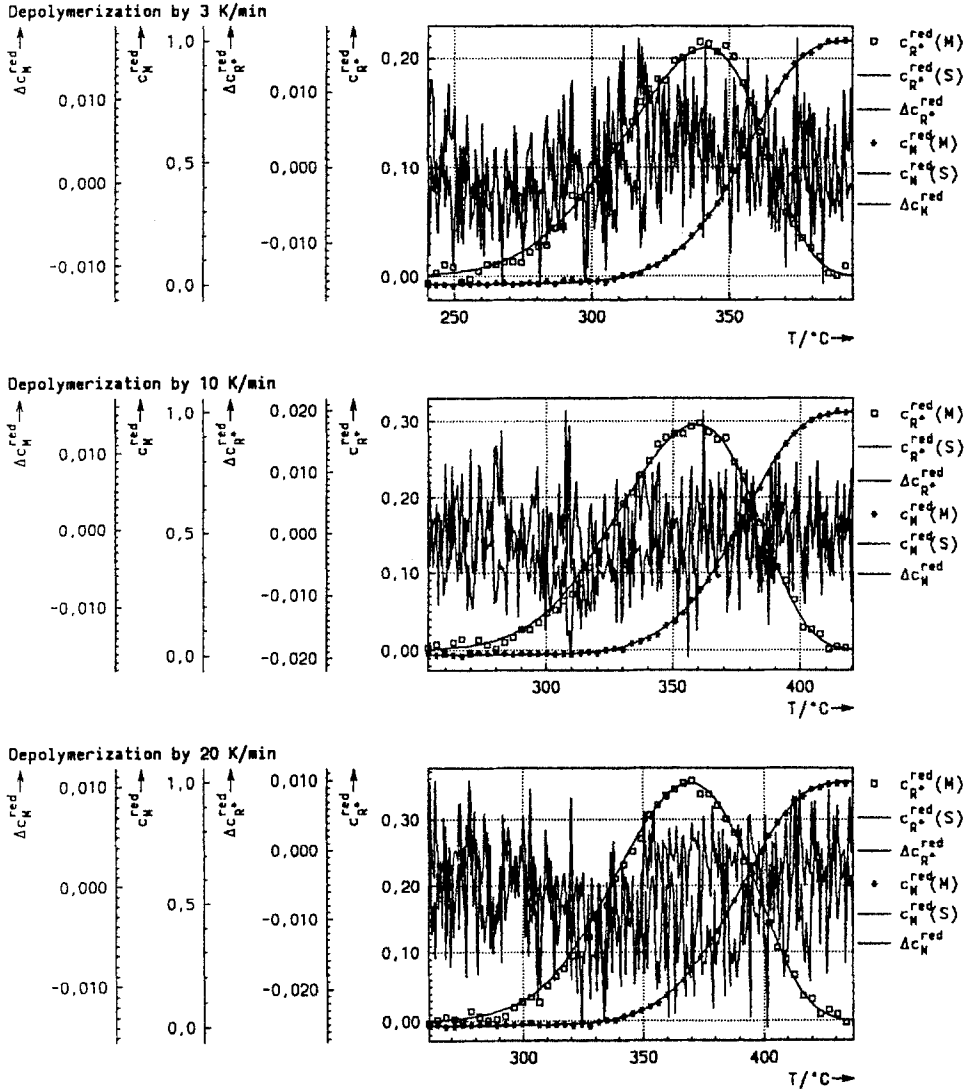 Depolymerization by 3 K/min
Δc_M^red →
c_M^red →
Δc_R*^red →
c_R*^red →
0,010
0,000
-0,010
1,0
0,5
0,0
0,010
0,000
-0,010
0,20
0,10
0,00
250
300
350
T/°C→
c_R*^red (M)
c_R*^red (S)
Δc_R*^red
c_M^red (M)
c_M^red (S)
Δc_M^red
Depolymerization by 10 K/min
Δc_M^red →
c_M^red →
Δc_R*^red →
c_R*^red →
0,010
0.000
-0,010
1.0
0.5
0,0
0,020
0,010
0,000
-0,010
-0,020
0,30
0,20
0,10
0,00
300
350
400
T/°C→
c_R*^red (M)
c_R*^red (S)
Δc_R*^red
c_M^red (M)
c_M^red (S)
Δc_M^red
Depolymerization by 20 K/min
Δc_M^red →
c_M^red →
Δc_R*^red →
c_R*^red →
0,010
0,000
-0,010
1,0
0,5
0,0
0,010
0,000
-0,010
-0,020
0,30
0,20
0,10
0,00
300
350
400
T/°C→
c_R*^red (M)
c_R*^red (S)
Δc_R*^red
c_M^red (M)
c_M^red (S)
Δc_M^red